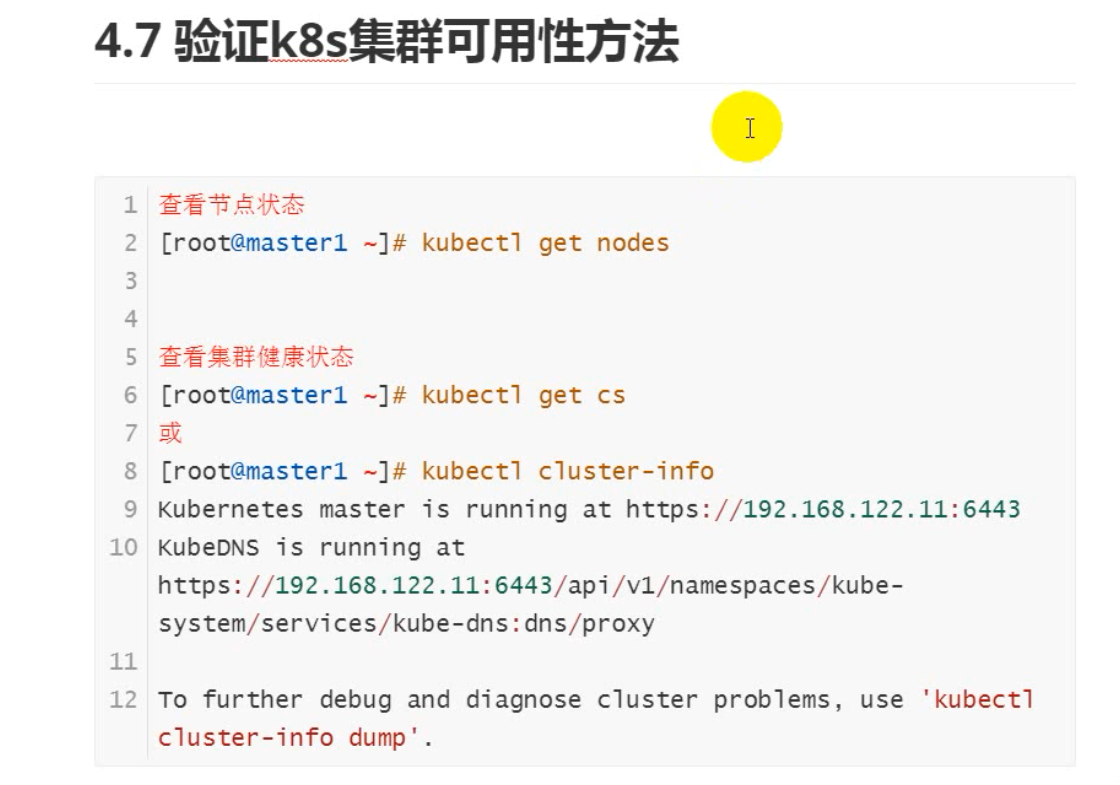 4.7 验证k8s集群可用性方法
1 查看节点状态
2 [root@master1 ~]# kubectl get nodes
3
4
5 查看集群健康状态
6 [root@master1 ~]# kubectl get cs
7 或
8 [root@master1 ~]# kubectl cluster-info
9 Kubernetes master is running at https://192.168.122.11:6443
10 KubeDNS is running at
https://192.168.122.11:6443/api/v1/namespaces/kube-
system/services/kube-dns:dns/proxy
11
12 To further debug and diagnose cluster problems, use 'kubectl
cluster-info dump'.